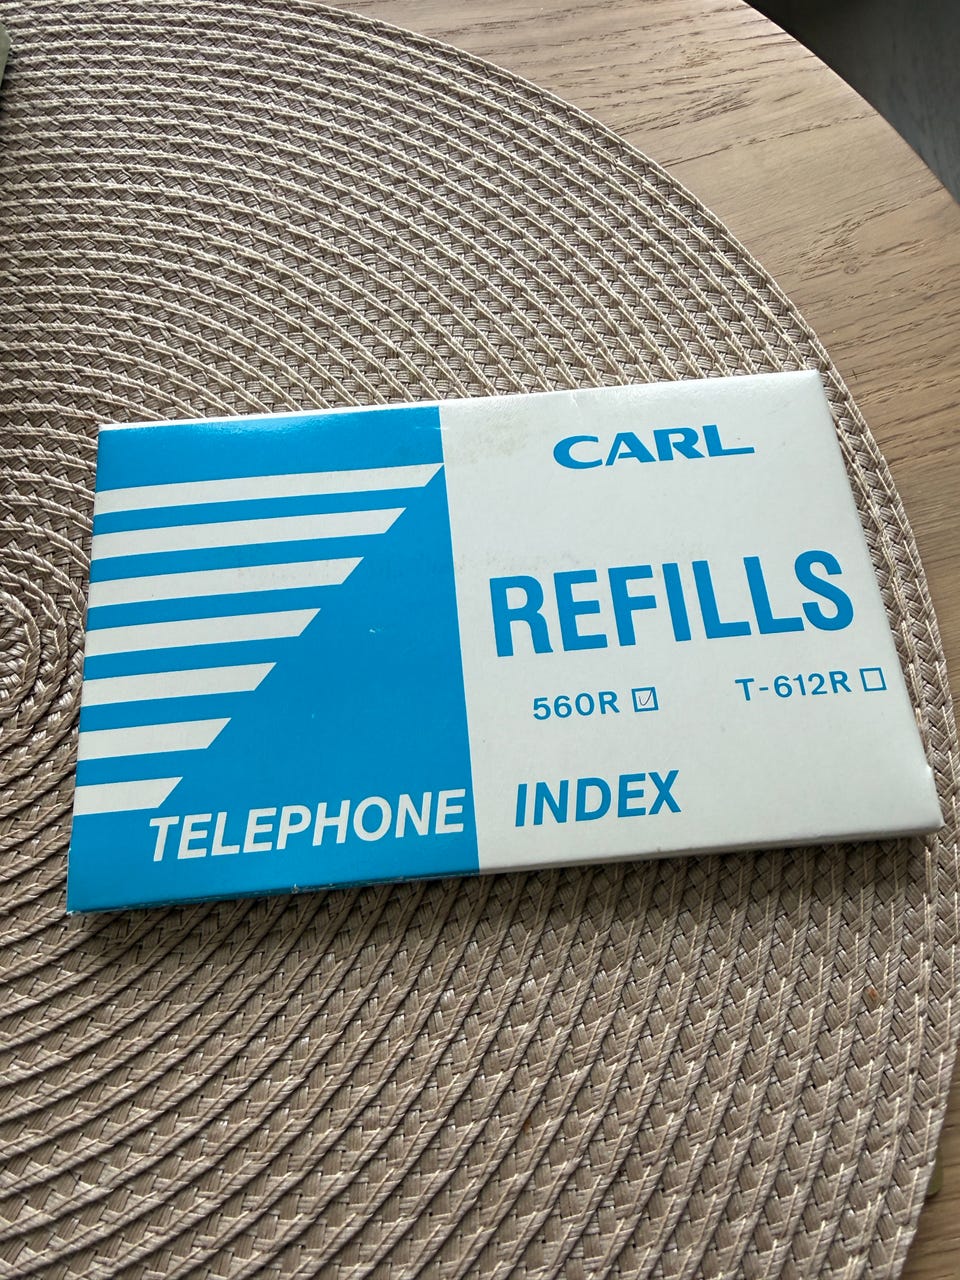 CARL
REFILLS
560R ☑ T-612R ☐
TELEPHONE INDEX